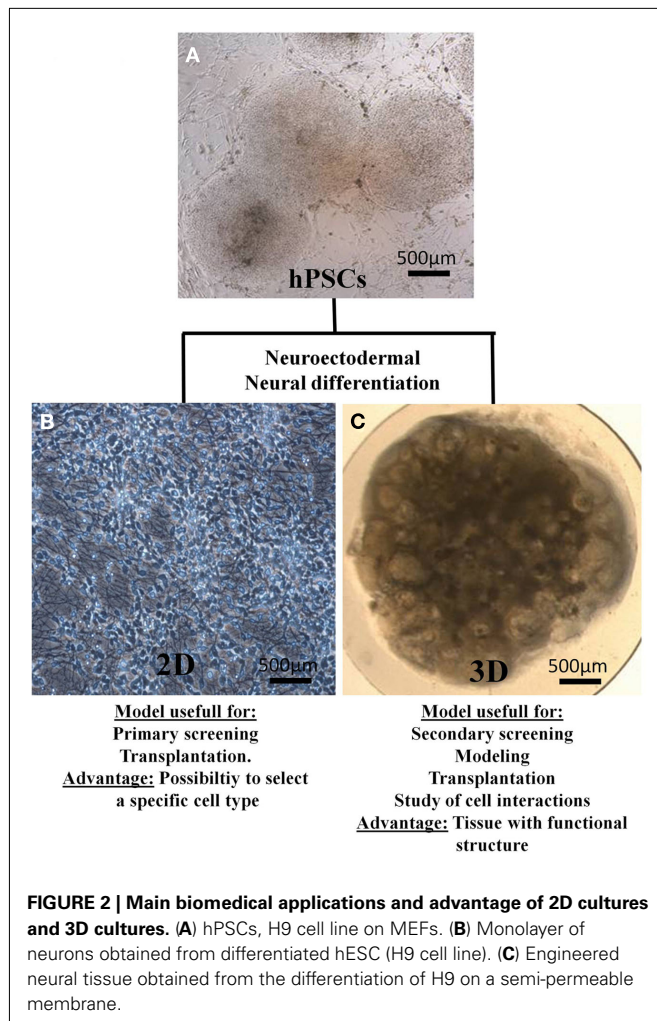 A
500µm
hPSCs
Neuroectodermal
Neural differentiation
B
2D
500µm
C
3D
500µm
Model usefull for:
Primary screening
Transplantation.
Advantage: Possibiltiy to select
a specific cell type
Model usefull for:
Secondary screening
Modeling
Transplantation
Study of cell interactions
Advantage: Tissue with functional
structure
FIGURE 2 | Main biomedical applications and advantage of 2D cultures
and 3D cultures. (A) hPSCs, H9 cell line on MEFs. (B) Monolayer of
neurons obtained from differentiated hESC (H9 cell line). (C) Engineered
neural tissue obtained from the differentiation of H9 on a semi-permeable
membrane.